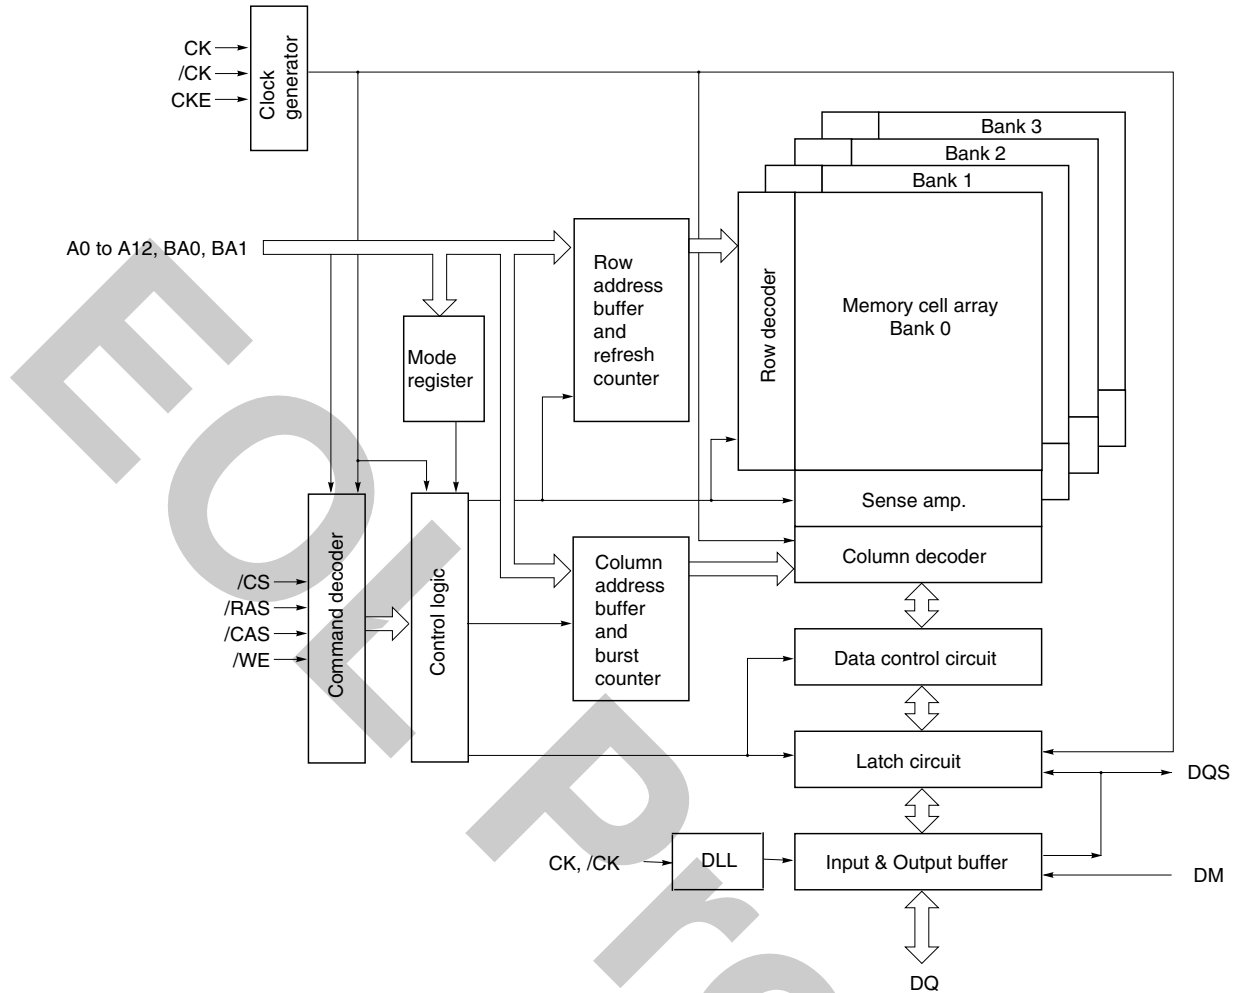 CK
/CK
CKE
Clock
generator
Bank 3
Bank 2
Bank 1
A0 to A12, BA0, BA1
Row
address
buffer
and
refresh
counter
Row decoder
Memory cell array
Bank 0
Mode
register
Sense amp.
Column decoder
Command decoder
Control logic
Column
address
buffer
and
burst
counter
/CS
/RAS
/CAS
/WE
Data control circuit
Latch circuit
DQS
CK, /CK
DLL
Input & Output buffer
DM
DQ
EOL Pro